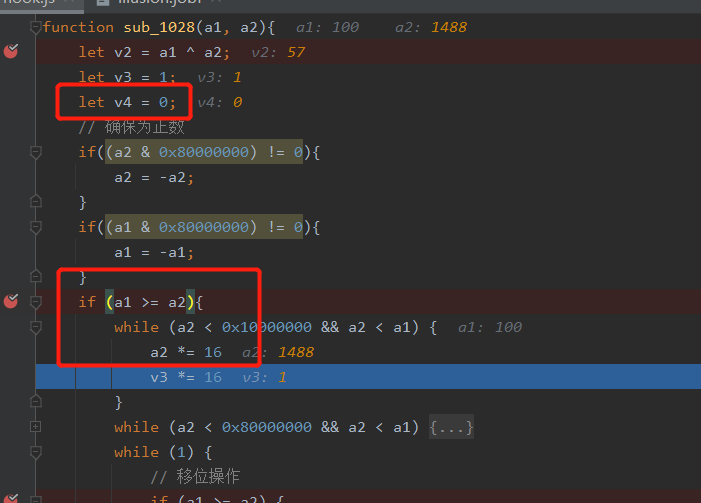 hook.js illusion.jobf
function sub_1028(a1, a2){ a1: 100 a2: 1488
let v2 = a1 ^ a2; v2: 57
let v3 = 1; v3: 1
let v4 = 0; v4: 0
// 确保为正数
if((a2 & 0x80000000) != 0){
a2 = -a2;
}
if((a1 & 0x80000000) != 0){
a1 = -a1;
}
if (a1 >= a2){
while (a2 < 0x10000000 && a2 < a1) { a1: 100
a2 *= 16 a2: 1488
v3 *= 16 v3: 1
}
while (a2 < 0x80000000 && a2 < a1) {...}
while (1) {
// 移位操作
if (a1 >= a2) {